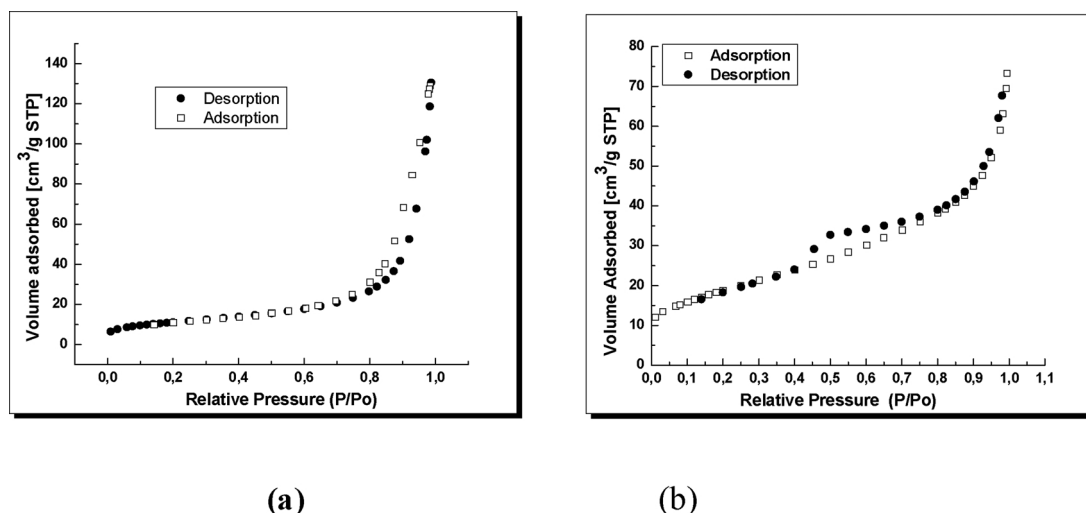 140
120
100
80
60
40
20
0
Volume adsorbed [cm³/g STP]
Desorption
Adsorption
0,0 0,2 0,4 0,6 0,8 1,0
Relative Pressure (P/Po)
(a)
80
70
60
50
40
30
20
10
0
Volume Adsorbed [cm³/g STP]
Adsorption
Desorption
0,0 0,1 0,2 0,3 0,4 0,5 0,6 0,7 0,8 0,9 1,0 1,1
Relative Pressure (P/Po)
(b)